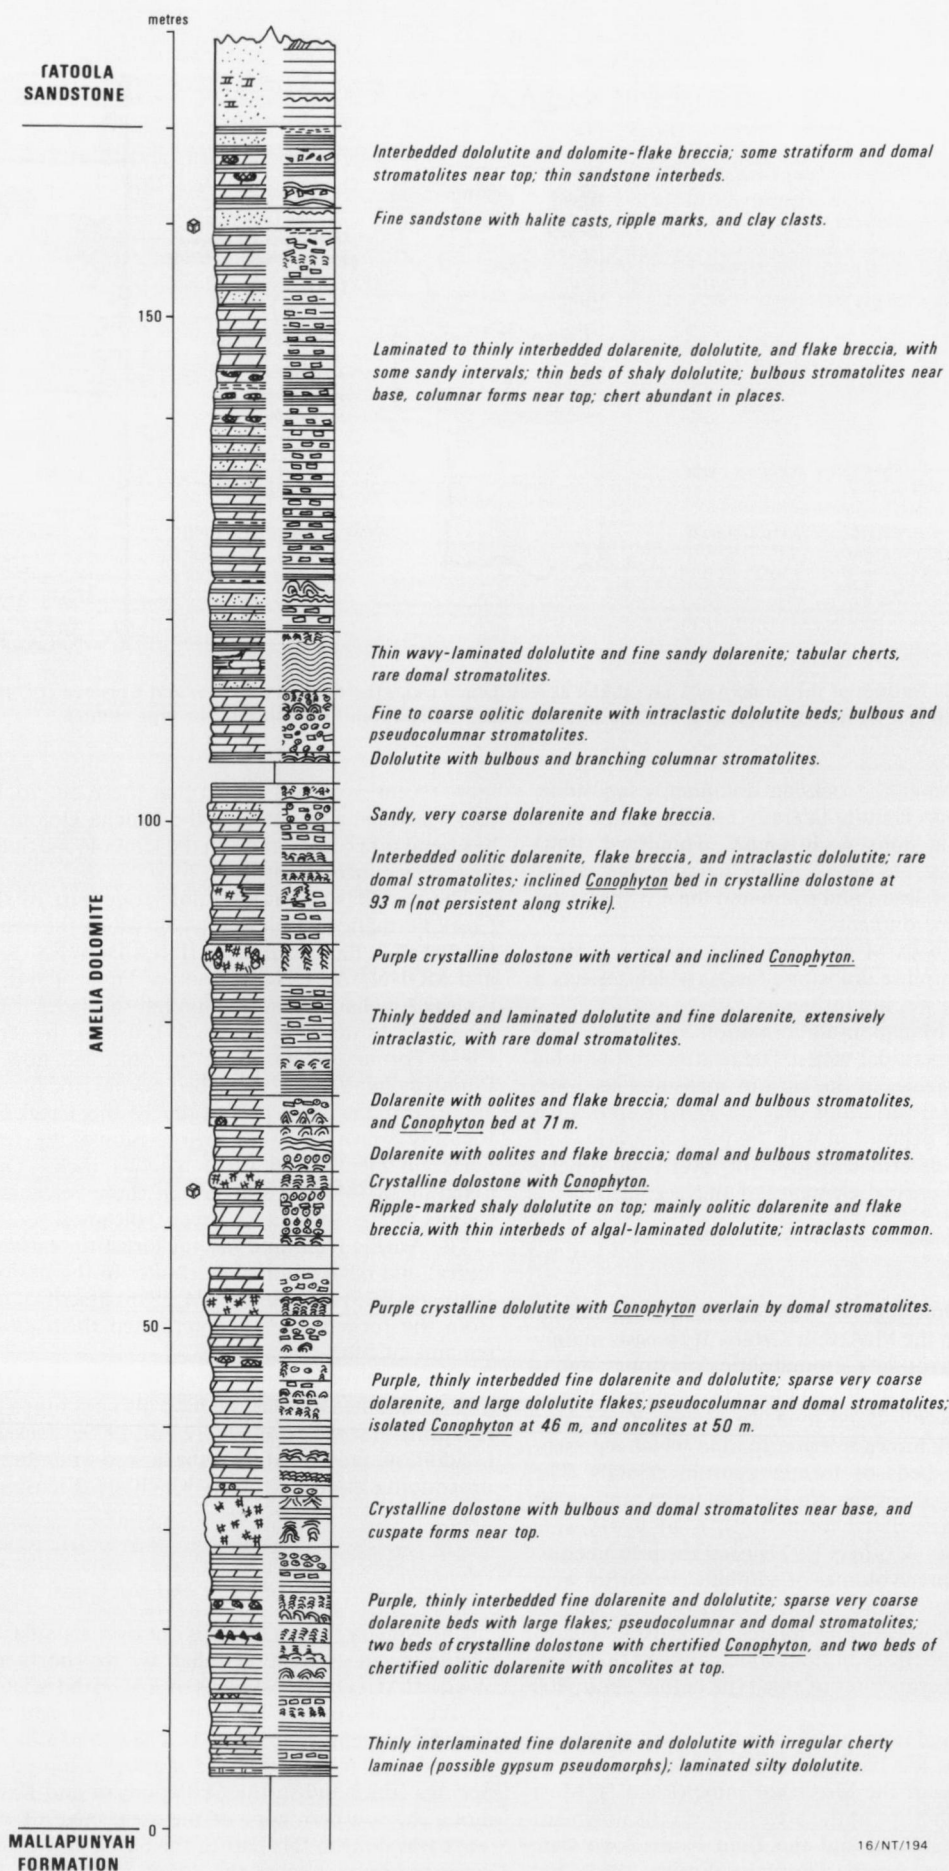 metres
TATOOLA
SANDSTONE
Interbedded dololutite and dolomite-flake breccia; some stratiform and domal
stromatolites near top; thin sandstone interbeds.
Fine sandstone with halite casts, ripple marks, and clay clasts.
150
Laminated to thinly interbedded dolarenite, dololutite, and flake breccia, with
some sandy intervals; thin beds of shaly dololutite; bulbous stromatolites near
base, columnar forms near top; chert abundant in places.
Thin wavy-laminated dololutite and fine sandy dolarenite; tabular cherts,
rare domal stromatolites.
Fine to coarse oolitic dolarenite with intraclastic dololutite beds; bulbous and
pseudocolumnar stromatolites.
Dololutite with bulbous and branching columnar stromatolites.
100
Sandy, very coarse dolarenite and flake breccia.
Interbedded oolitic dolarenite, flake breccia, and intraclastic dololutite; rare
domal stromatolites; inclined Conophyton bed in crystalline dolostone at
93 m (not persistent along strike).
AMELIA DOLOMITE
Purple crystalline dolostone with vertical and inclined Conophyton.
Thinly bedded and laminated dololutite and fine dolarenite, extensively
intraclastic, with rare domal stromatolites.
Dolarenite with oolites and flake breccia; domal and bulbous stromatolites,
and Conophyton bed at 71 m.
Dolarenite with oolites and flake breccia; domal and bulbous stromatolites.
Crystalline dolostone with Conophyton.
Ripple-marked shaly dololutite on top; mainly oolitic dolarenite and flake
breccia, with thin interbeds of algal-laminated dololutite; intraclasts common.
Purple crystalline dololutite with Conophyton overlain by domal stromatolites.
50
Purple, thinly interbedded fine dolarenite and dololutite; sparse very coarse
dolarenite, and large dololutite flakes; pseudocolumnar and domal stromatolites;
isolated Conophyton at 46 m, and oncolites at 50 m.
Crystalline dolostone with bulbous and domal stromatolites near base, and
cuspate forms near top.
Purple, thinly interbedded fine dolarenite and dololutite; sparse very coarse
dolarenite beds with large flakes; pseudocolumnar and domal stromatolites;
two beds of crystalline dolostone with chertified Conophyton, and two beds of
chertified oolitic dolarenite with oncolites at top.
Thinly interlaminated fine dolarenite and dololutite with irregular cherty
laminae (possible gypsum pseudomorphs); laminated silty dololutite.
0
MALLAPUNYAH
FORMATION
16/NT/194